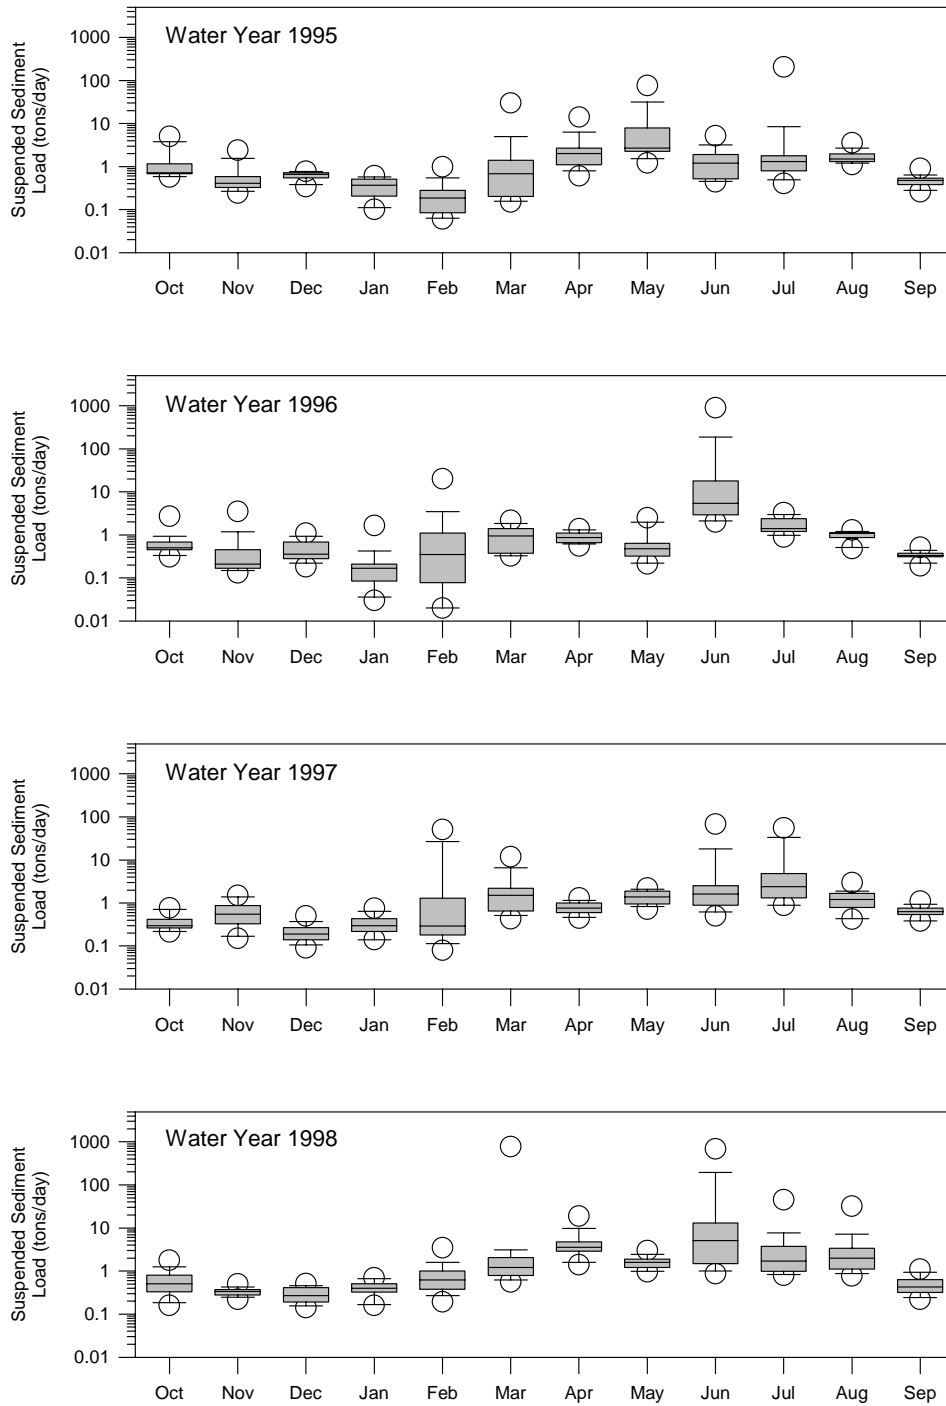 Water Year 1995
Suspended Sediment
Load (tons/day)
1000
100
10
1
0.1
0.01
Oct Nov Dec Jan Feb Mar Apr May Jun Jul Aug Sep
Water Year 1996
Suspended Sediment
Load (tons/day)
1000
100
10
1
0.1
0.01
Oct Nov Dec Jan Feb Mar Apr May Jun Jul Aug Sep
Water Year 1997
Suspended Sediment
Load (tons/day)
1000
100
10
1
0.1
0.01
Oct Nov Dec Jan Feb Mar Apr May Jun Jul Aug Sep
Water Year 1998
Suspended Sediment
Load (tons/day)
1000
100
10
1
0.1
0.01
Oct Nov Dec Jan Feb Mar Apr May Jun Jul Aug Sep